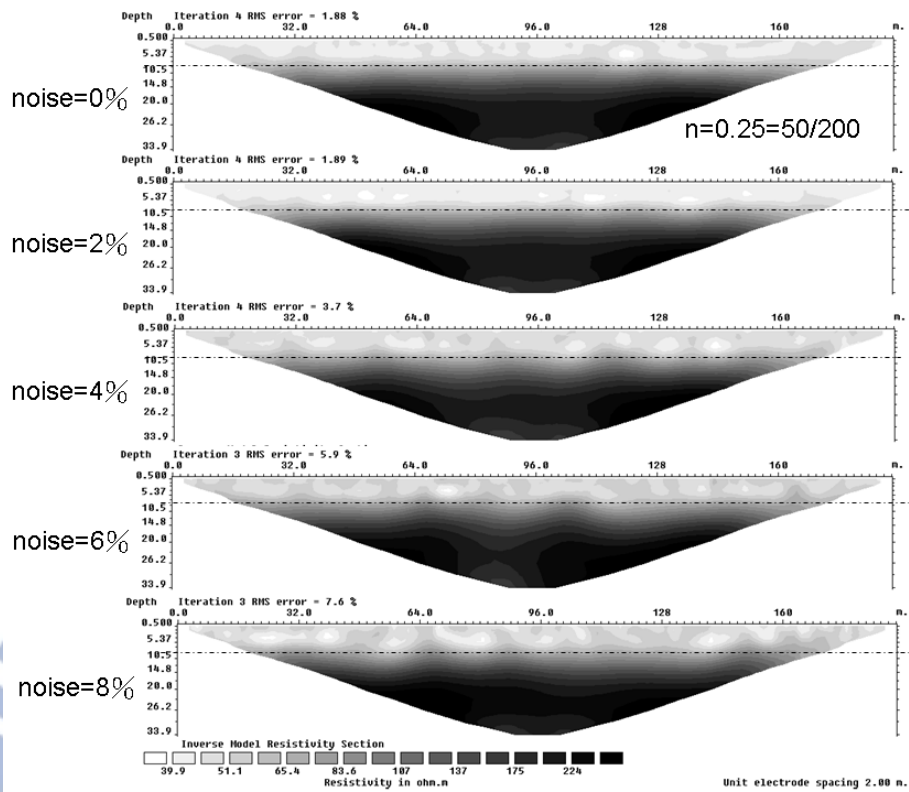 Depth Iteration 4 RMS error = 1.88 %
0.0 32.0 64.0 96.0 128 160 m.
0.500
5.37
10.5
14.8
20.0
26.2
33.9
noise=0%
n=0.25=50/200
Depth Iteration 4 RMS error = 1.89 %
0.0 32.0 64.0 96.0 128 160 m.
0.500
5.37
10.5
14.8
20.0
26.2
33.9
noise=2%
Depth Iteration 4 RMS error = 3.7 %
0.0 32.0 64.0 96.0 128 160 m.
0.500
5.37
10.5
14.8
20.0
26.2
33.9
noise=4%
Depth Iteration 3 RMS error = 5.9 %
0.0 32.0 64.0 96.0 128 160 m.
0.500
5.37
10.5
14.8
20.0
26.2
33.9
noise=6%
Depth Iteration 3 RMS error = 7.6 %
0.0 32.0 64.0 96.0 128 160 m.
0.500
5.37
10.5
14.8
20.0
26.2
33.9
noise=8%
Inverse Model Resistivity Section
39.9 51.1 65.4 83.6 107 137 175 224
Resistivity in ohm.m
Unit electrode spacing 2.00 m.